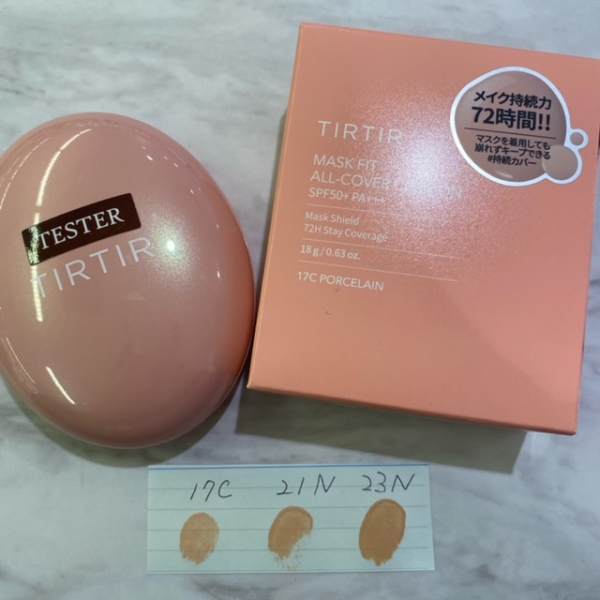 TESTER
TIRTIR
TIRTIR
MASK FIT
ALL-COVER CUSHION
SPF50+ PA+++
Mask Shield
72H Stay Coverage
18 g / 0.63 oz.
17C PORCELAIN
メイク持続力
72時間!!
マスクを着用しても
崩れずキープできる
#持続カバー
17C 21N 23N